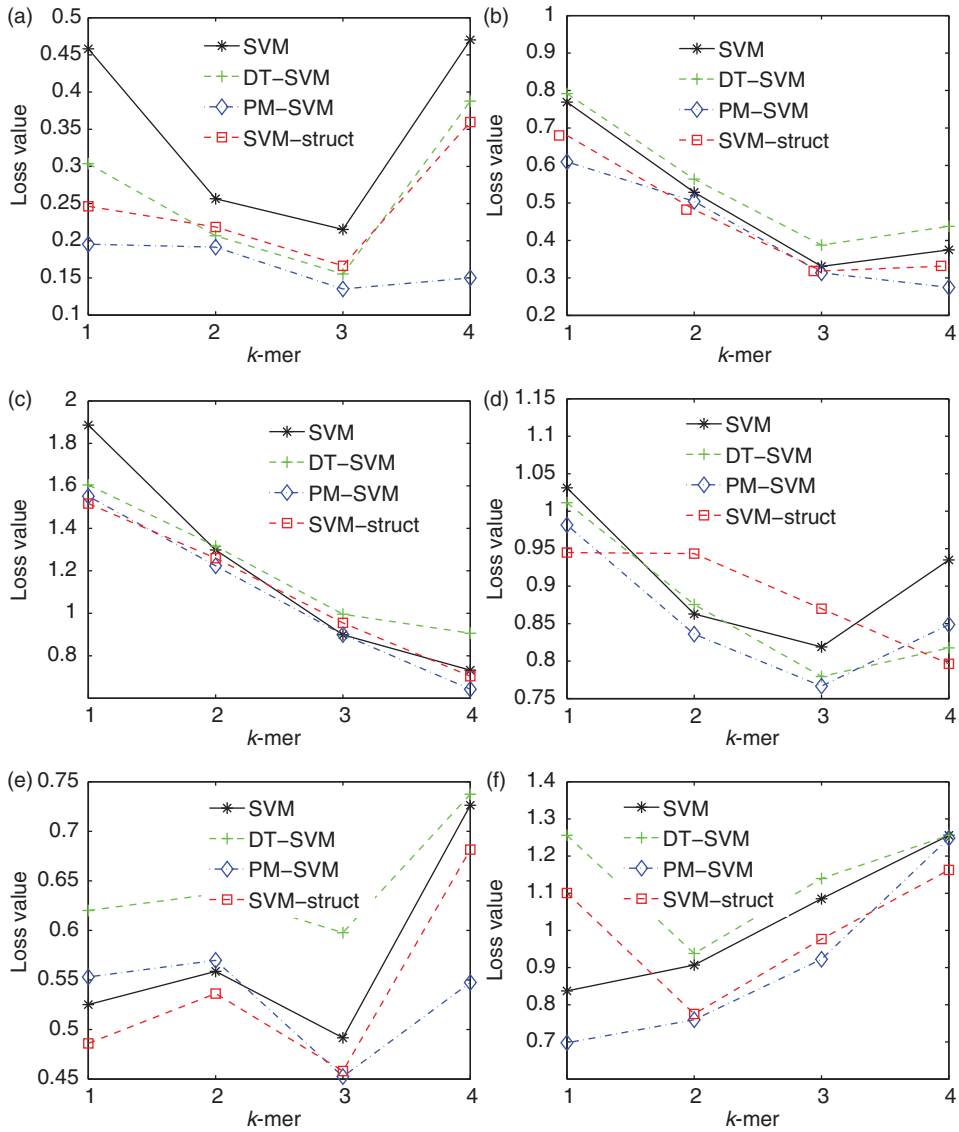 (a)
0.5
0.45
0.4
0.35
0.3
0.25
0.2
0.15
0.1
Loss value
SVM
DT-SVM
PM-SVM
SVM-struct
1 2 3 4
k-mer
(b)
1
0.9
0.8
0.7
0.6
0.5
0.4
0.3
0.2
Loss value
SVM
DT-SVM
PM-SVM
SVM-struct
1 2 3 4
k-mer
(c)
2
1.8
1.6
1.4
1.2
1
0.8
Loss value
SVM
DT-SVM
PM-SVM
SVM-struct
1 2 3 4
k-mer
(d)
1.15
1.1
1.05
1
0.95
0.9
0.85
0.8
0.75
Loss value
SVM
DT-SVM
PM-SVM
SVM-struct
1 2 3 4
k-mer
(e)
0.75
0.7
0.65
0.6
0.55
0.5
0.45
Loss value
SVM
DT-SVM
PM-SVM
SVM-struct
1 2 3 4
k-mer
(f)
1.4
1.3
1.2
1.1
1
0.9
0.8
0.7
Loss value
SVM
DT-SVM
PM-SVM
SVM-struct
1 2 3 4
k-mer